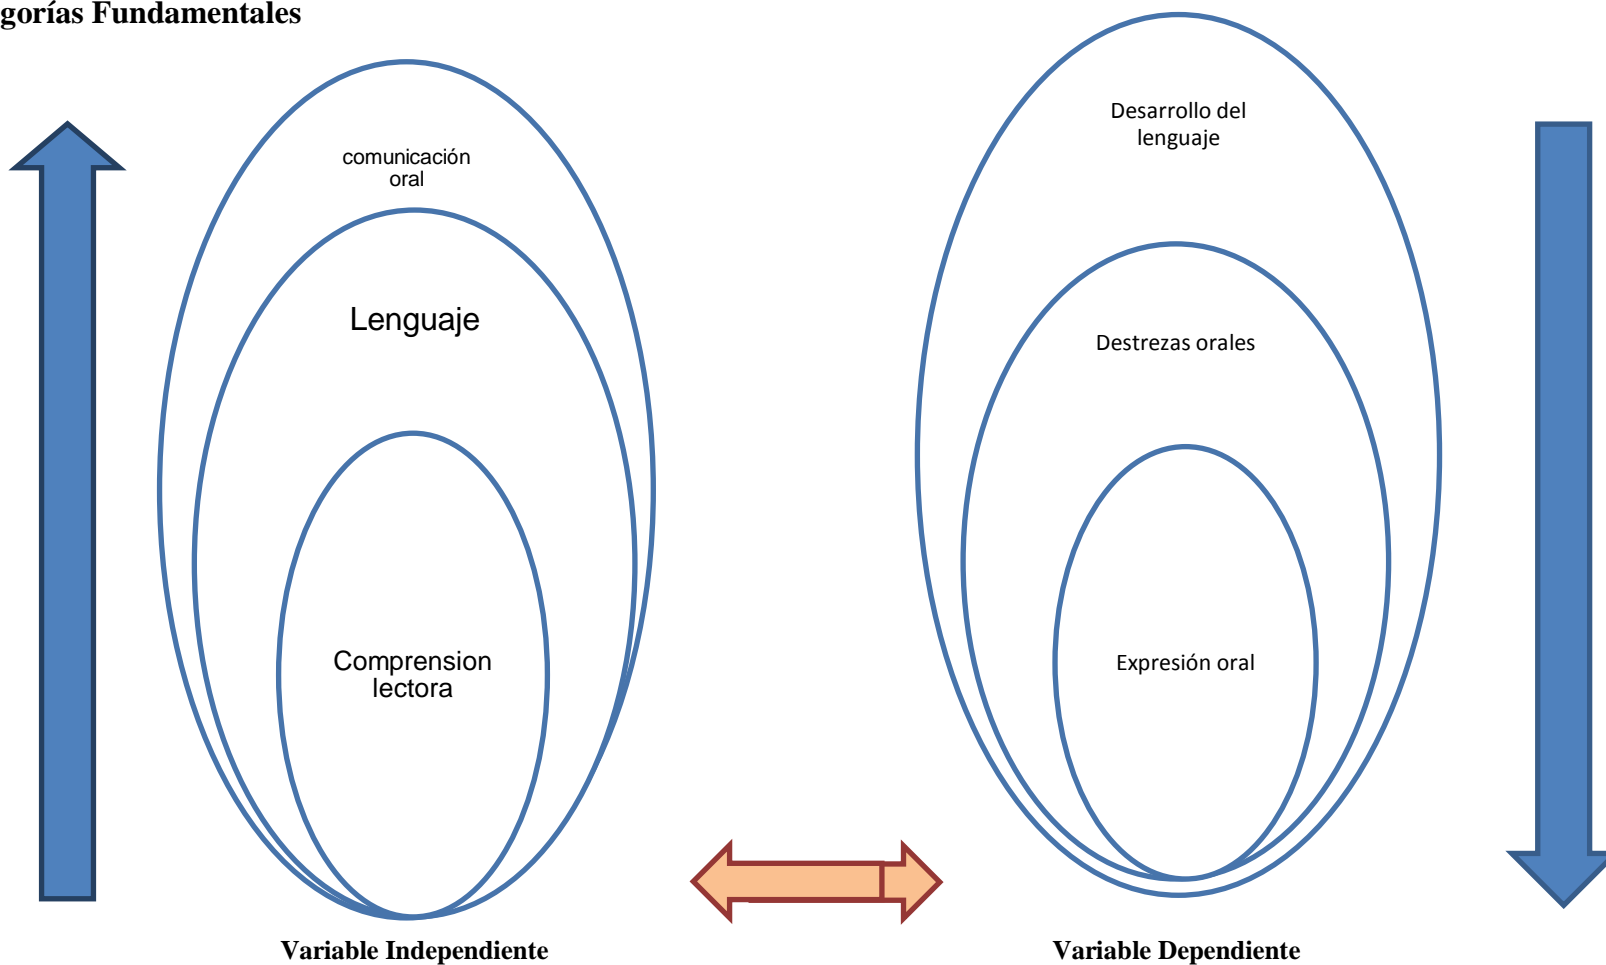 gorías Fundamentales
comunicación
oral
Lenguaje
Comprension
lectora
Variable Independiente
Desarrollo del
lenguaje
Destrezas orales
Expresión oral
Variable Dependiente